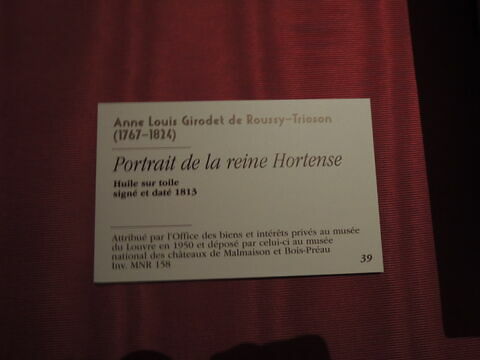 Anne Louis Girodet de Roussy-Trioson
(1767-1824)
Portrait de la reine Hortense
Huile sur toile
signé et daté 1813
Attribué par l'Office des biens et intérêts privés au musée
du Louvre en 1950 et déposé par celui-ci au musée
national des châteaux de Malmaison et Bois-Préau
Inv. MNR 158
39